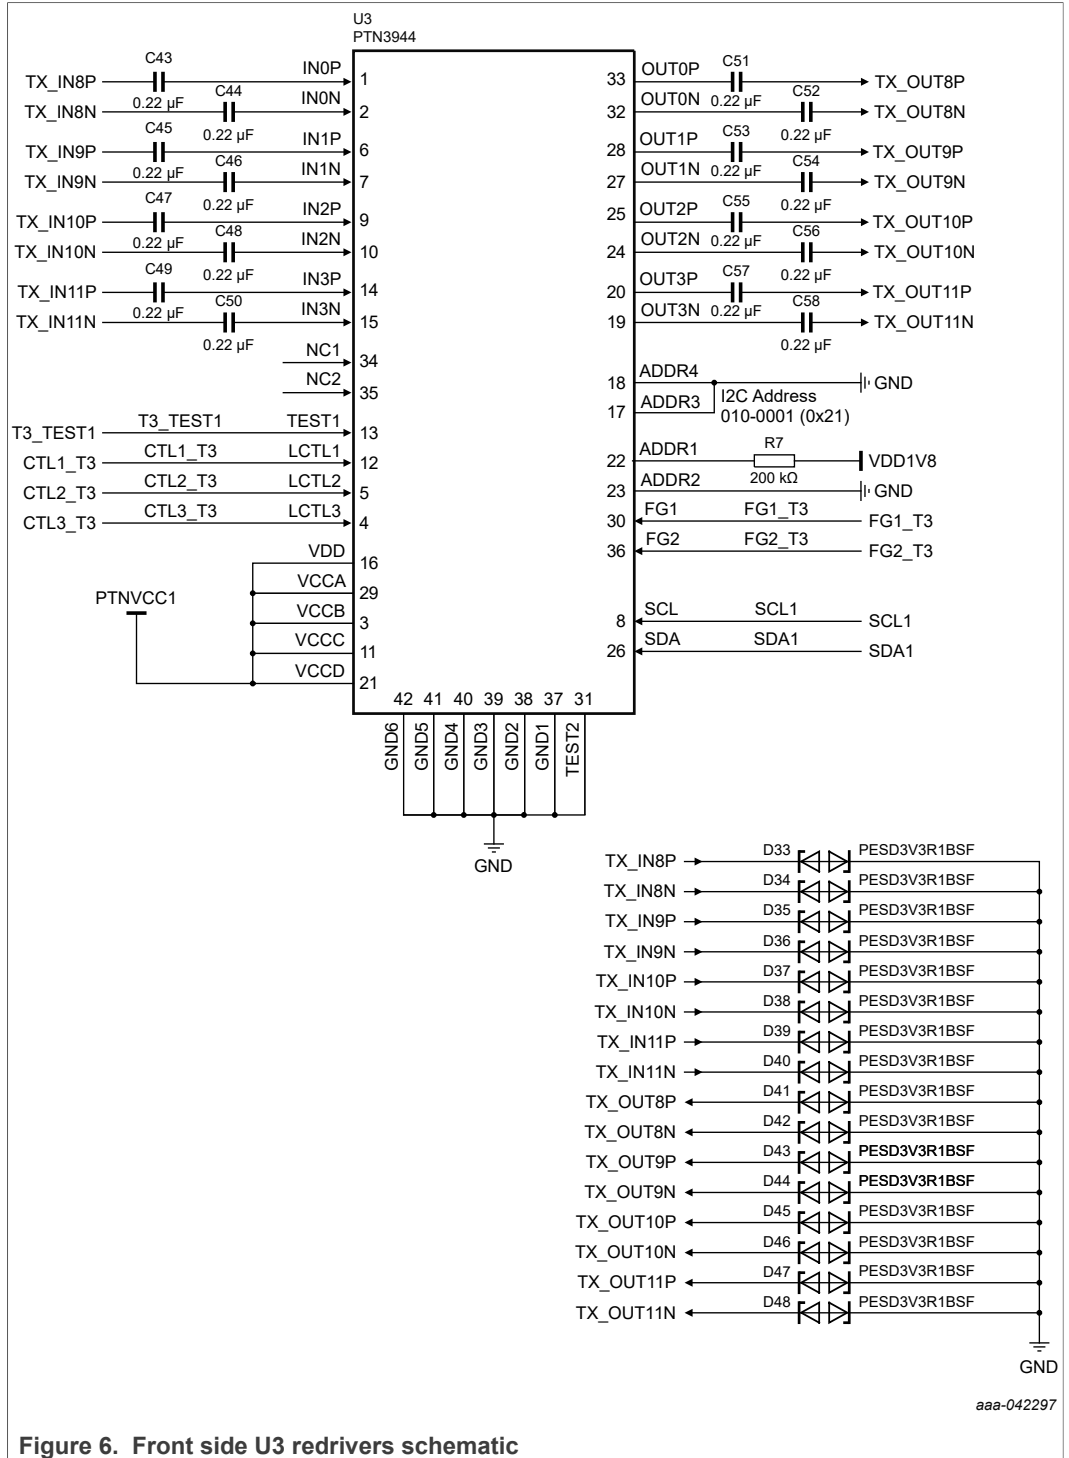 U3
PTN3944
TX_IN8P C43 0.22 µF IN0P 1
TX_IN8N C44 0.22 µF IN0N 2
TX_IN9P C45 0.22 µF IN1P 6
TX_IN9N C46 0.22 µF IN1N 7
TX_IN10P C47 0.22 µF IN2P 9
TX_IN10N C48 0.22 µF IN2N 10
TX_IN11P C49 0.22 µF IN3P 14
TX_IN11N C50 0.22 µF IN3N 15
NC1 34
NC2 35
T3_TEST1 T3_TEST1 TEST1 13
CTL1_T3 CTL1_T3 LCTL1 12
CTL2_T3 CTL2_T3 LCTL2 5
CTL3_T3 CTL3_T3 LCTL3 4
VDD 16
VCCA 29
PTNVCC1
VCCB 3
VCCC 11
VCCD 21
33 OUT0P C51 0.22 µF TX_OUT8P
32 OUT0N C52 0.22 µF TX_OUT8N
28 OUT1P C53 0.22 µF TX_OUT9P
27 OUT1N C54 0.22 µF TX_OUT9N
25 OUT2P C55 0.22 µF TX_OUT10P
24 OUT2N C56 0.22 µF TX_OUT10N
20 OUT3P C57 0.22 µF TX_OUT11P
19 OUT3N C58 0.22 µF TX_OUT11N
18 ADDR4 GND
17 ADDR3
I2C Address
010-0001 (0x21)
22 ADDR1 R7 200 kΩ VDD1V8
23 ADDR2 GND
30 FG1 FG1_T3 FG1_T3
36 FG2 FG2_T3 FG2_T3
8 SCL SCL1 SCL1
26 SDA SDA1 SDA1
42 41 40 39 38 37 31
GND6 GND5 GND4 GND3 GND2 GND1 TEST2
GND
TX_IN8P D33 PESD3V3R1BSF
TX_IN8N D34 PESD3V3R1BSF
TX_IN9P D35 PESD3V3R1BSF
TX_IN9N D36 PESD3V3R1BSF
TX_IN10P D37 PESD3V3R1BSF
TX_IN10N D38 PESD3V3R1BSF
TX_IN11P D39 PESD3V3R1BSF
TX_IN11N D40 PESD3V3R1BSF
TX_OUT8P D41 PESD3V3R1BSF
TX_OUT8N D42 PESD3V3R1BSF
TX_OUT9P D43 PESD3V3R1BSF
TX_OUT9N D44 PESD3V3R1BSF
TX_OUT10P D45 PESD3V3R1BSF
TX_OUT10N D46 PESD3V3R1BSF
TX_OUT11P D47 PESD3V3R1BSF
TX_OUT11N D48 PESD3V3R1BSF
GND
aaa-042297
Figure 6. Front side U3 redrivers schematic